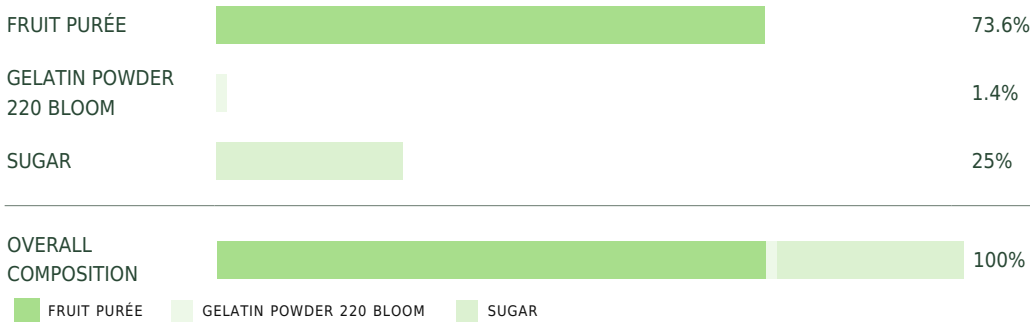 FRUIT PURÉE 73.6%
GELATIN POWDER
220 BLOOM 1.4%
SUGAR 25%
OVERALL
COMPOSITION 100%
FRUIT PURÉE GELATIN POWDER 220 BLOOM SUGAR